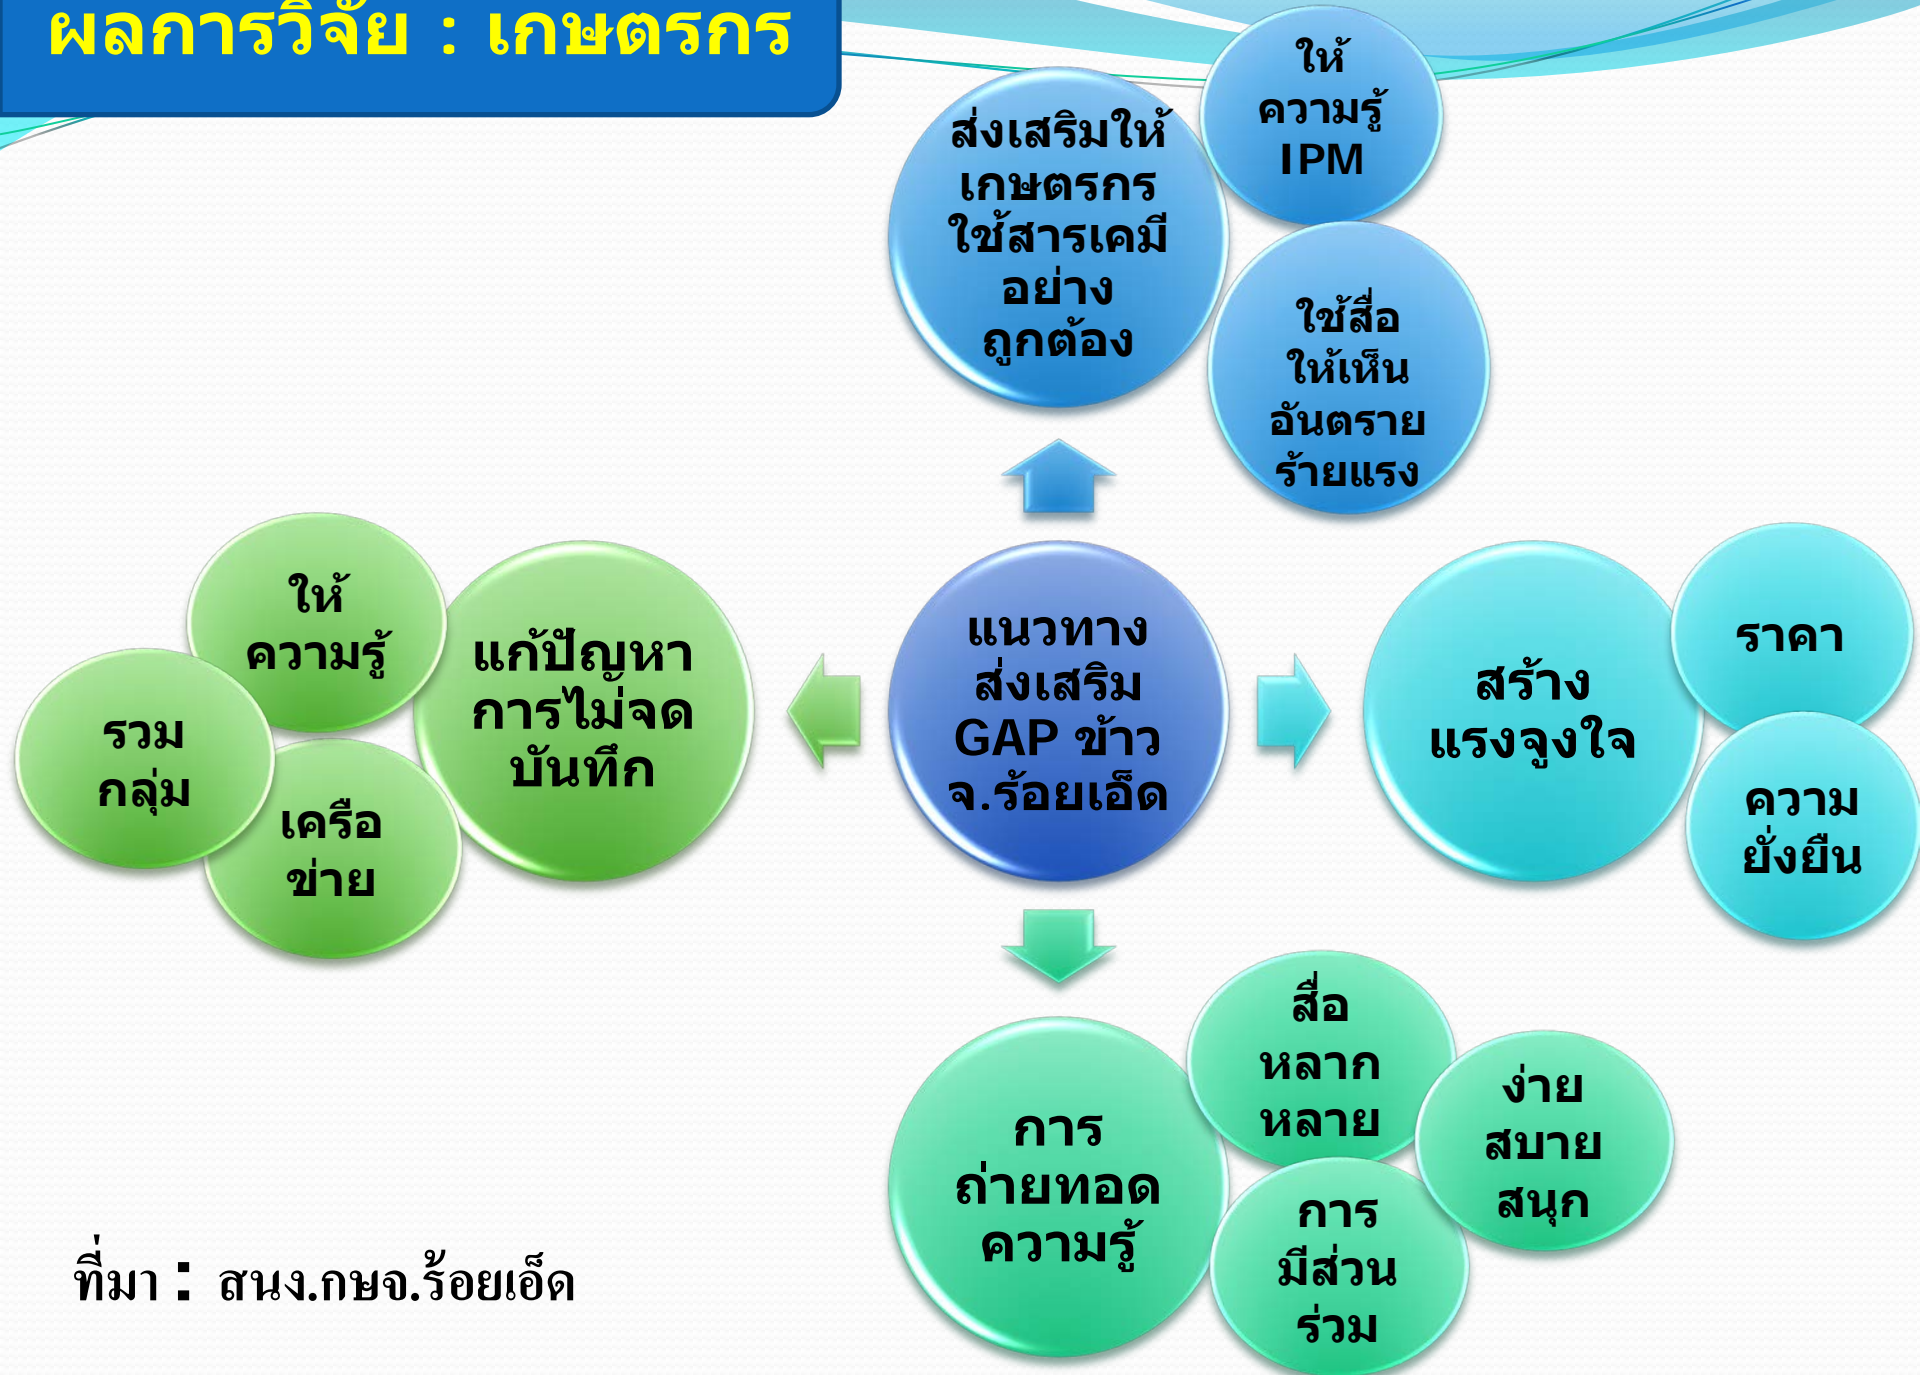 ผลการวิจัย : เกษตรกร
ส่งเสริมให้
เกษตรกร
ใช้สารเคมี
อย่าง
ถูกต้อง
ให้
ความรู้
IPM
ใช้สื่อ
ให้เห็น
อันตราย
ร้ายแรง
แนวทาง
ส่งเสริม
GAP ข้าว
จ.ร้อยเอ็ด
สร้าง
แรงจูงใจ
ราคา
ความ
ยั่งยืน
การ
ถ่ายทอด
ความรู้
สื่อ
หลาก
หลาย
ง่าย
สบาย
สนุก
การ
มีส่วน
ร่วม
แก้ปัญหา
การไม่จด
บันทึก
ให้
ความรู้
รวม
กลุ่ม
เครือ
ข่าย
ที่มา : สนง.กษจ.ร้อยเอ็ด